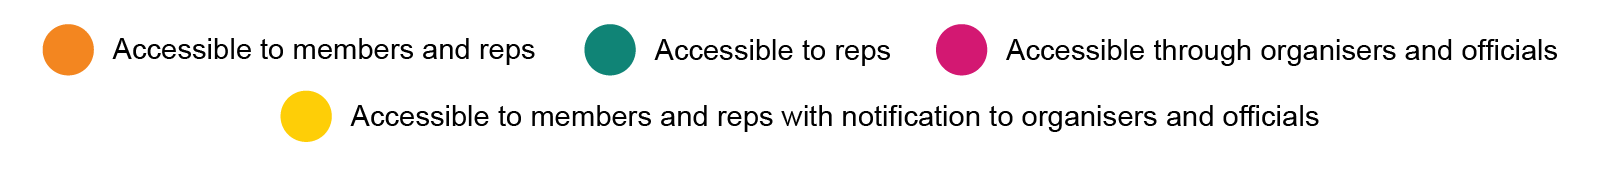 Accessible to members and reps Accessible to reps Accessible through organisers and officials
Accessible to members and reps with notification to organisers and officials